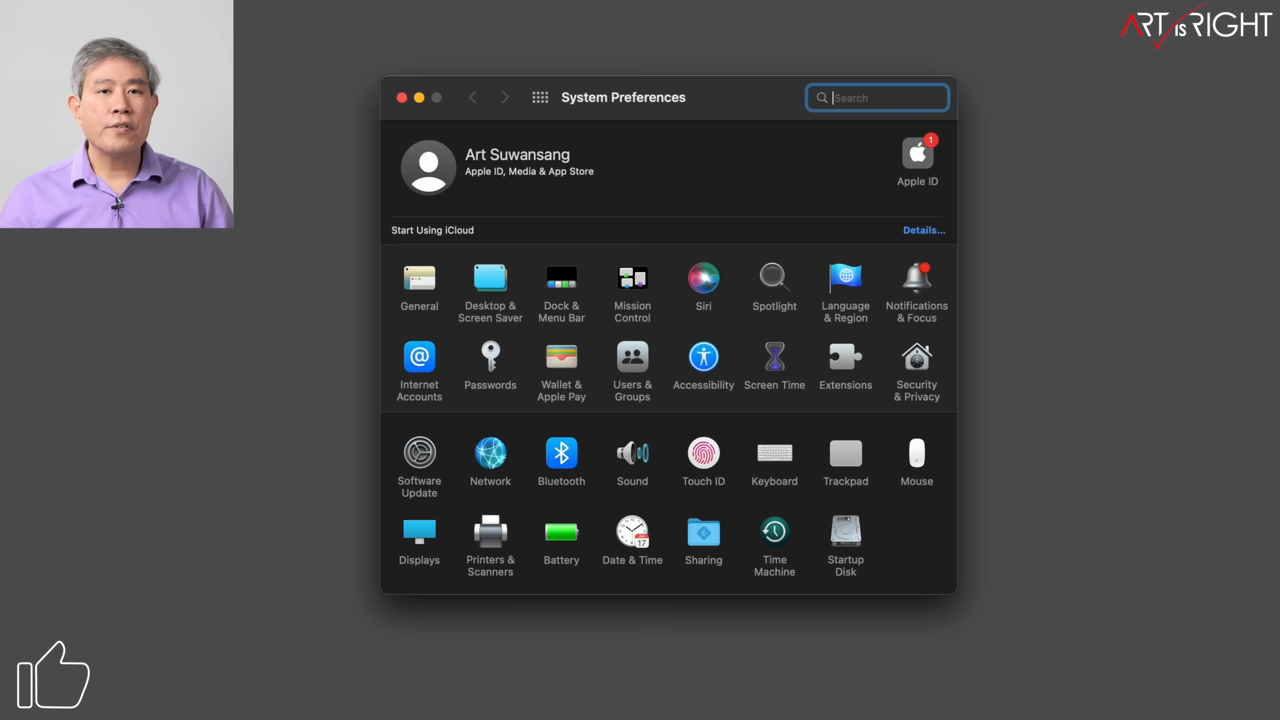 ART IS RIGHT
System Preferences
Search
Art Suwansang
Apple ID, Media & App Store
1
Apple ID
Start Using iCloud
Details...
General
Desktop &
Screen Saver
Dock &
Menu Bar
Mission
Control
Siri
Spotlight
Language
& Region
Notifications
& Focus
Internet
Accounts
Passwords
Wallet &
Apple Pay
Users &
Groups
Accessibility
Screen Time
Extensions
Security
& Privacy
Software
Update
Network
Bluetooth
Sound
Touch ID
Keyboard
Trackpad
Mouse
Displays
Printers &
Scanners
Battery
17
Date & Time
Sharing
Time
Machine
Startup
Disk